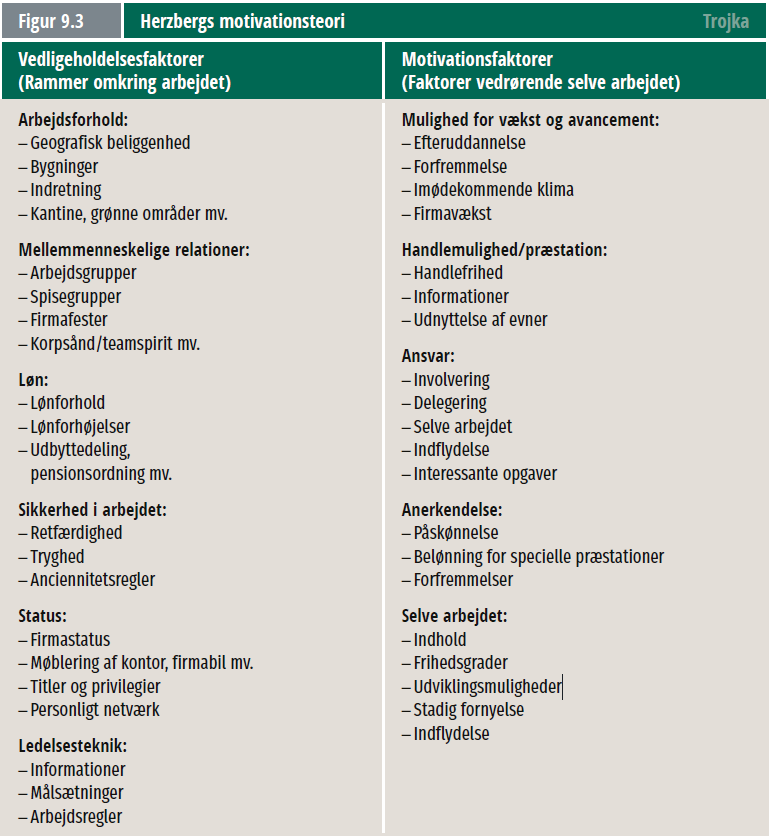 Figur 9.3
Herzbergs motivationsteori
Trojka
Vedligeholdelsesfaktorer
(Rammer omkring arbejdet)
Arbejdsforhold:
– Geografisk beliggenhed
– Bygninger
– Indretning
– Kantine, grønne områder mv.
Mellemmenneskelige relationer:
– Arbejdsgrupper
– Spisegrupper
– Firmafester
– Korpsånd/teamspirit mv.
Løn:
– Lønforhold
– Lønforhøjelser
– Udbyttedeling,
pensionsordning mv.
Sikkerhed i arbejdet:
– Retfærdighed
– Tryghed
– Anciennitetsregler
Status:
– Firmastatus
– Møblering af kontor, firmabil mv.
– Titler og privilegier
– Personligt netværk
Ledelsesteknik:
– Informationer
– Målsætninger
– Arbejdsregler
Motivationsfaktorer
(Faktorer vedrørende selve arbejdet)
Mulighed for vækst og avancement:
– Efteruddannelse
– Forfremmelse
– Imødekommende klima
– Firmavækst
Handlemulighed/præstation:
– Handlefrihed
– Informationer
– Udnyttelse af evner
Ansvar:
– Involvering
– Delegering
– Selve arbejdet
– Indflydelse
– Interessante opgaver
Anerkendelse:
– Påskønnelse
– Belønning for specielle præstationer
– Forfremmelser
Selve arbejdet:
– Indhold
– Frihedsgrader
– Udviklingsmuligheder
– Stadig fornyelse
– Indflydelse